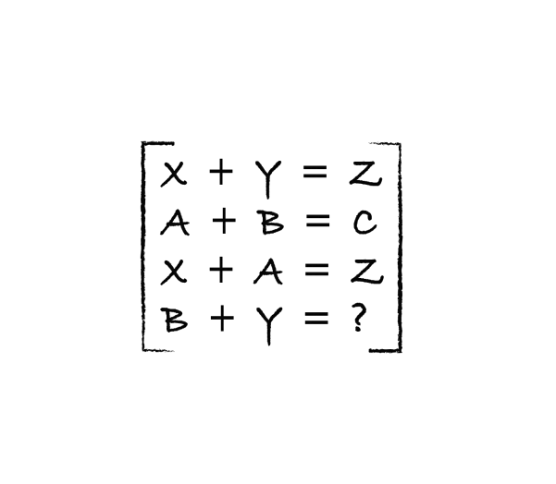 X + Y = Z
A + B = C
X + A = Z
B + Y = ?